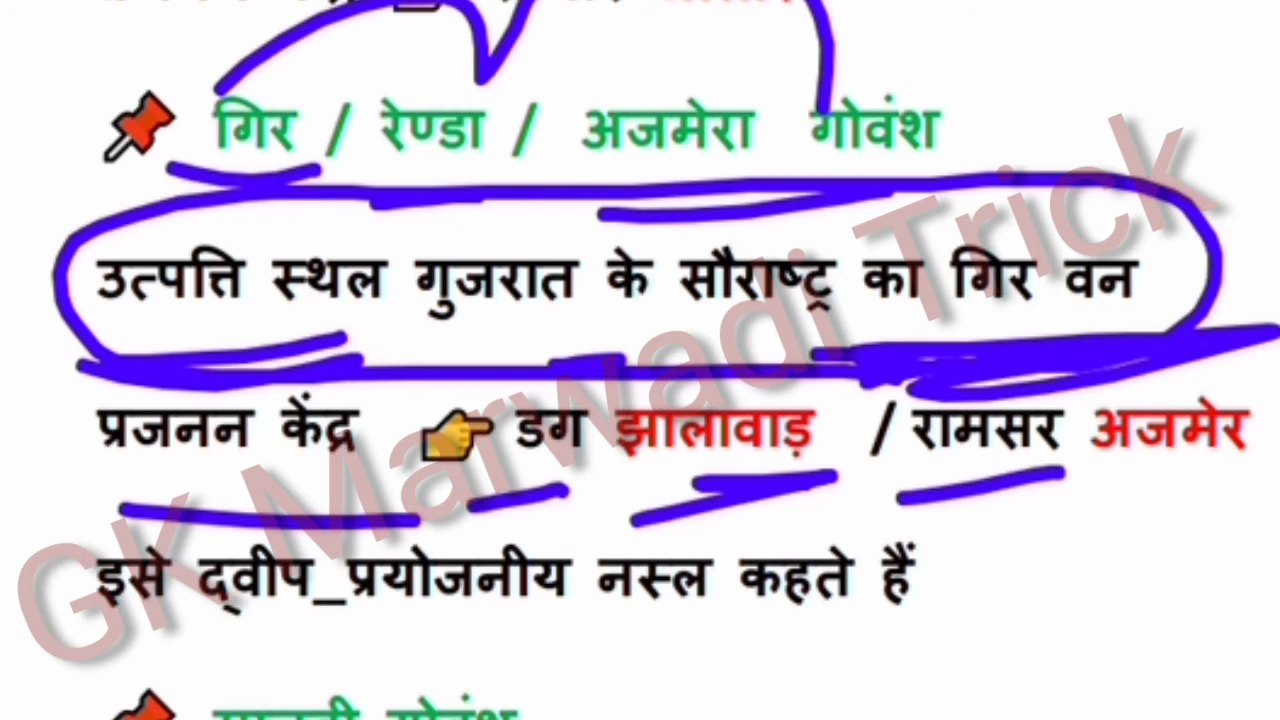 गिर / रेण्डा / अजमेरा गोवंश
उत्पत्ति स्थल गुजरात के सौराष्ट्र का गिर वन
प्रजनन केंद्र 👉 डग झालावाड़ / रामसर अजमेर
इसे द्वीप_प्रयोजनीय नस्ल कहते हैं
GK Marwadi Trick